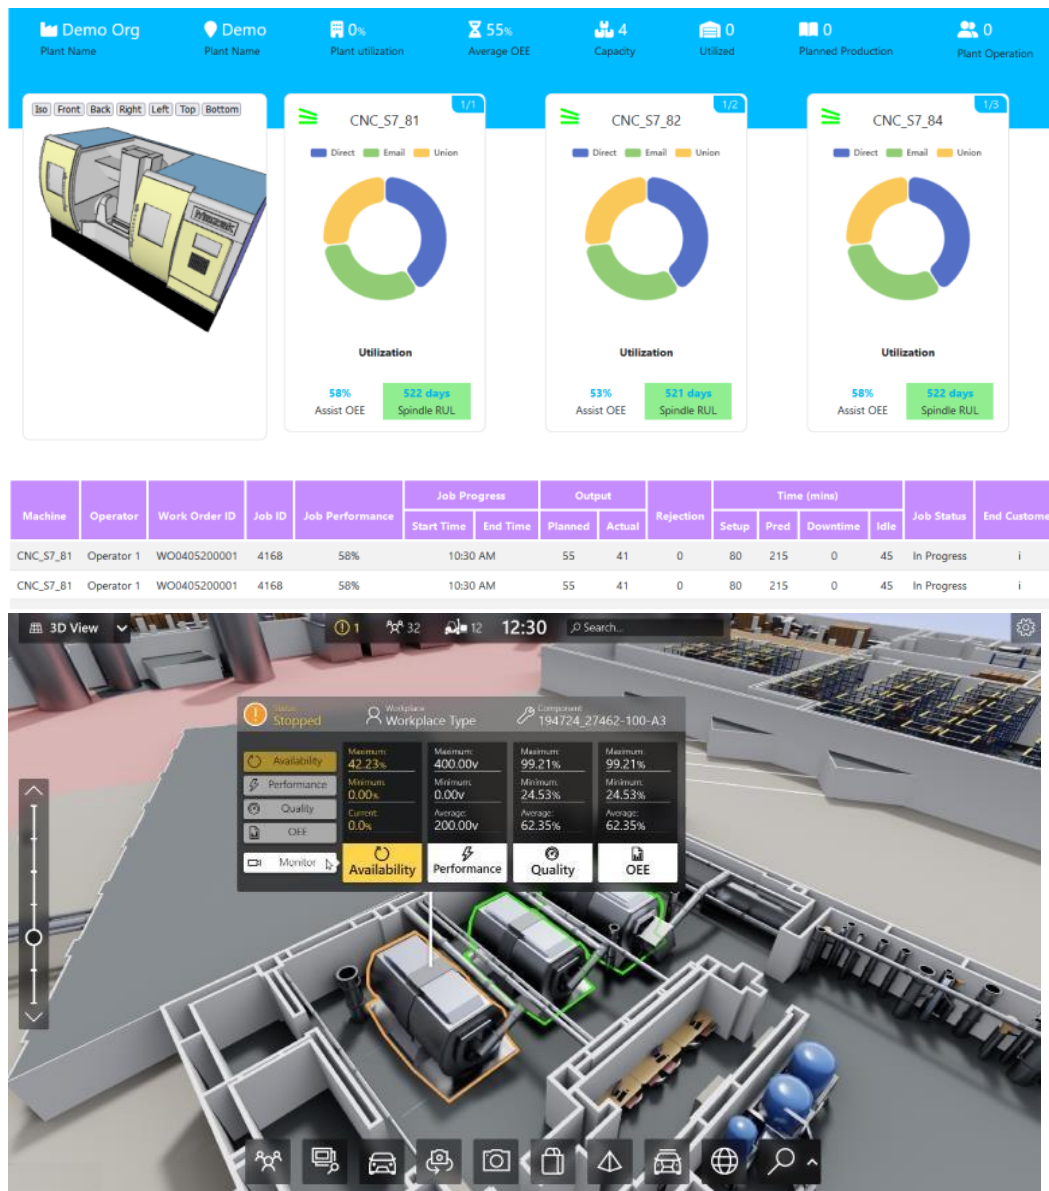 Demo Org
Demo
0%
55%
4
0
0
0
Plant Name
Plant Name
Plant utilization
Average OEE
Capacity
Utilized
Planned Production
Plant Operation
Iso Front Back Right Left Top Bottom
1/1
CNC_S7_81
Direct Email Union
Utilization
58%
Assist OEE
522 days
Spindle RUL
1/2
CNC_S7_82
Direct Email Union
Utilization
53%
Assist OEE
521 days
Spindle RUL
1/3
CNC_S7_84
Direct Email Union
Utilization
58%
Assist OEE
522 days
Spindle RUL
Machine Operator Work Order ID Job ID Job Performance Job Progress Output Rejection Time (mins) Job Status End Custome
Start Time End Time Planned Actual Setup Pred Downtime Idle
CNC_S7_81 Operator 1 WO0405200001 4168 58% 10:30 AM 55 41 0 80 215 0 45 In Progress i
CNC_S7_81 Operator 1 WO0405200001 4168 58% 10:30 AM 55 41 0 80 215 0 45 In Progress i
3D View 1 32 12 12:30 Search...
Status
Stopped
Workplace
Workplace Type
Component
194724_27462-100-A3
Availability
Performance
Quality
OEE
Monitor
Maximum:
42.23%
Minimum:
0.00%
Current:
0.0%
Availability
Maximum:
400.00v
Minimum:
0.00v
Average:
200.00v
Performance
Maximum:
99.21%
Minimum:
24.53%
Average:
62.35%
Quality
Maximum:
99.21%
Minimum:
24.53%
Average:
62.35%
OEE